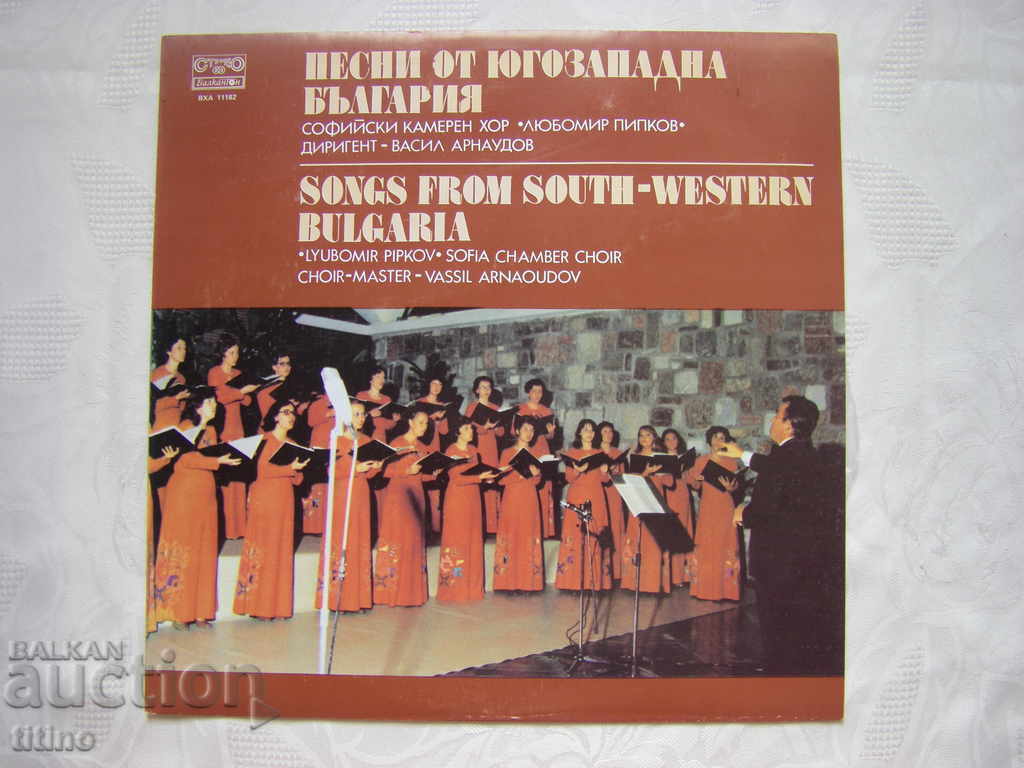 СТЕРЕО
Балкантон
ВХА 11162
ПЕСНИ ОТ ЮГОЗАПАДНА
БЪЛГАРИЯ
СОФИЙСКИ КАМЕРЕН ХОР •ЛЮБОМИР ПИПКОВ•
ДИРИГЕНТ – ВАСИЛ АРНАУДОВ
SONGS FROM SOUTH-WESTERN
BULGARIA
•LYUBOMIR PIPKOV• SOFIA CHAMBER CHOIR
CHOIR-MASTER – VASSIL ARNAOUDOV
BALKAN
auction
titino